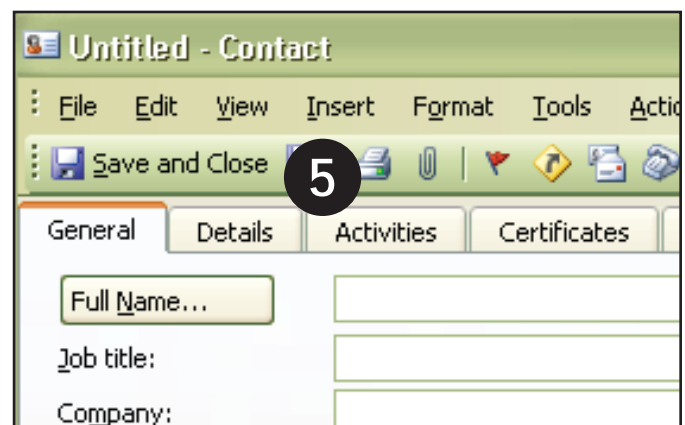 Untitled - Contact
File Edit View Insert Format Tools Actio
Save and Close 5
General Details Activities Certificates
Full Name...
Job title:
Company: